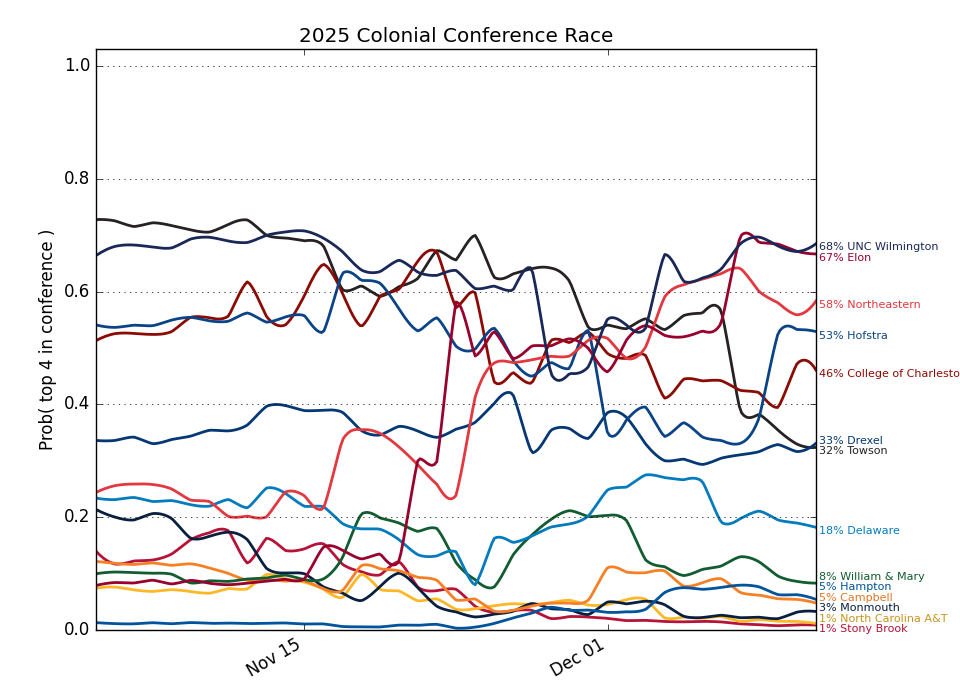 2025 Colonial Conference Race
Prob( top 4 in conference )
1.0
0.8
0.6
0.4
0.2
0.0
Nov 15
Dec 01
68% UNC Wilmington
67% Elon
58% Northeastern
53% Hofstra
46% College of Charlesto
33% Drexel
32% Towson
18% Delaware
8% William & Mary
5% Hampton
5% Campbell
3% Monmouth
1% North Carolina A&T
1% Stony Brook